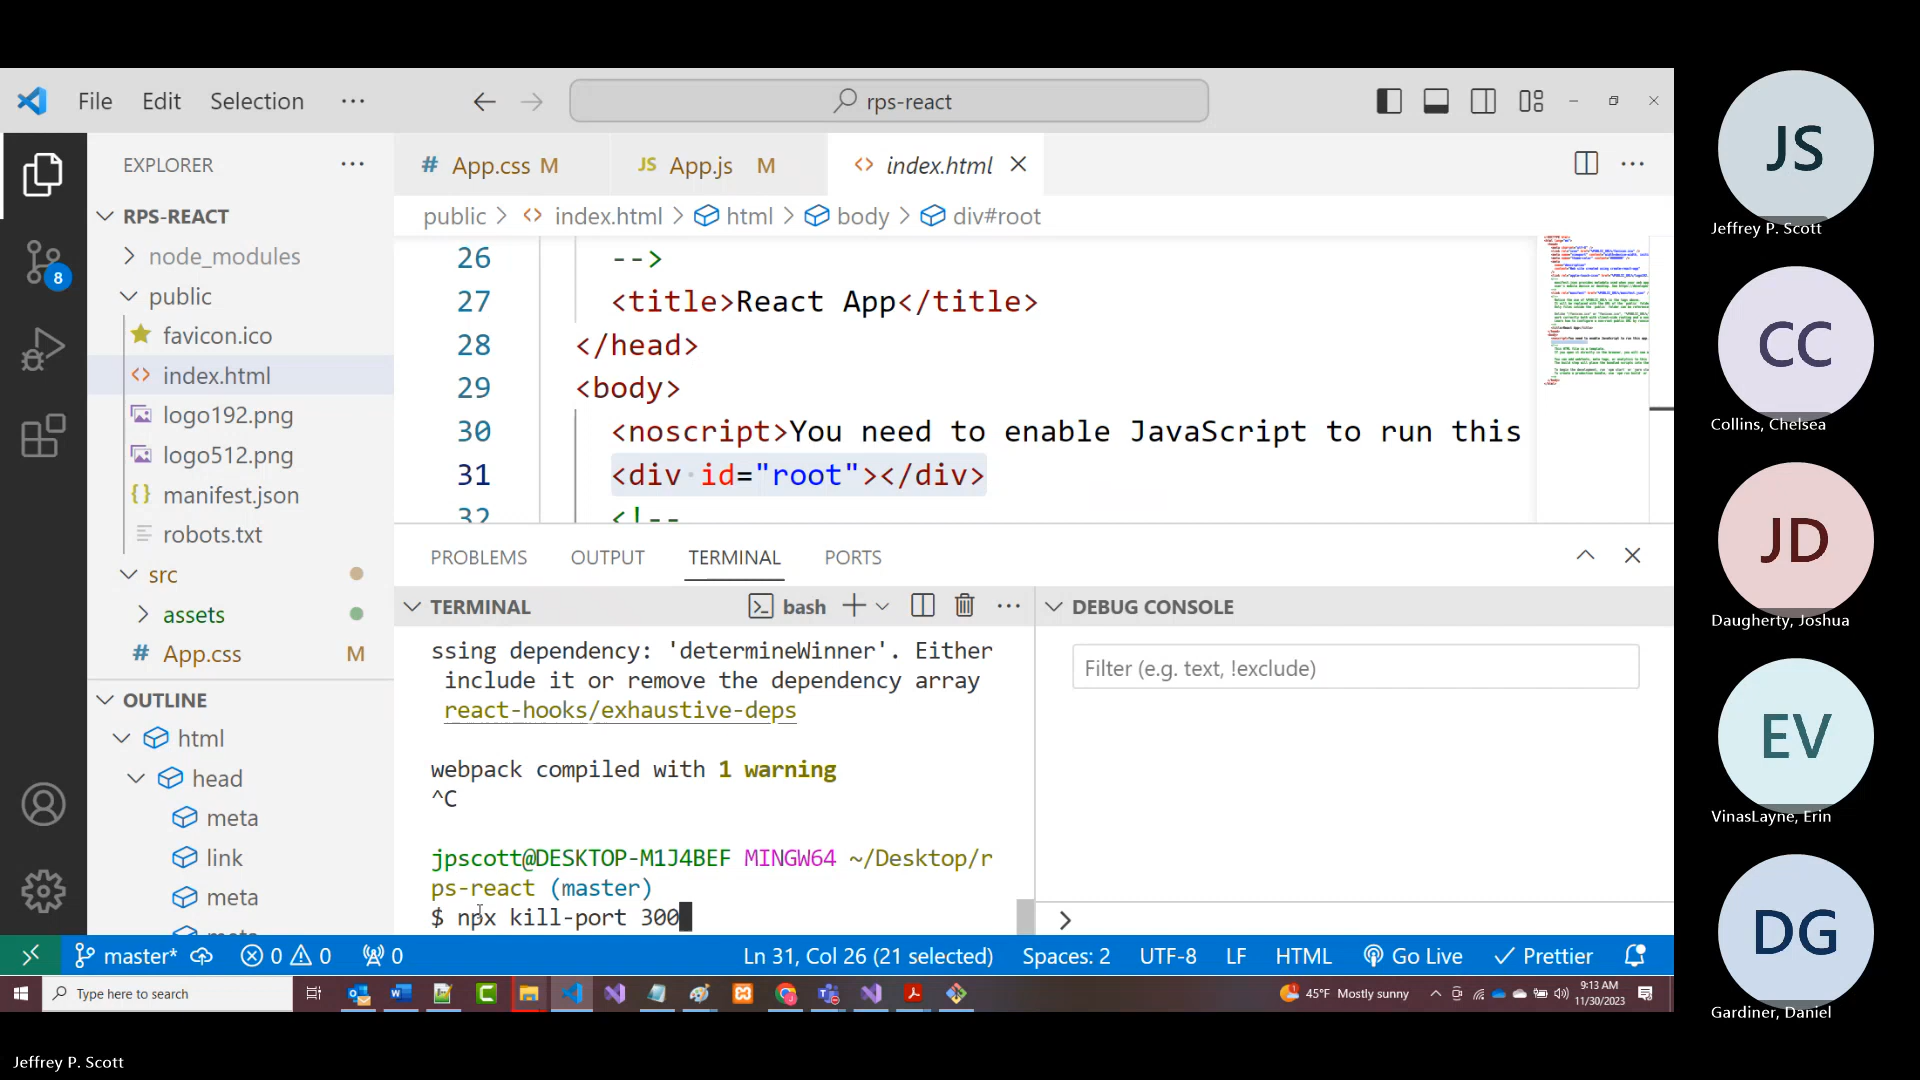 File Edit Selection ···
rps-react
EXPLORER ···
RPS-REACT
node_modules
public
favicon.ico
<> index.html
logo192.png
logo512.png
{} manifest.json
robots.txt
src
assets
# App.css M
OUTLINE
html
head
meta
link
meta
# App.css M
JS App.js M
<> index.html
···
public > <> index.html > html > body > div#root
26 -->
27 <title>React App</title>
28 </head>
29 <body>
30 <noscript>You need to enable JavaScript to run this
31 <div id="root"></div>
32 <!--
PROBLEMS OUTPUT TERMINAL PORTS
TERMINAL bash ···
ssing dependency: 'determineWinner'. Either
include it or remove the dependency array
react-hooks/exhaustive-deps
webpack compiled with 1 warning
^C
jpscott@DESKTOP-M1J4BEF MINGW64 ~/Desktop/r
ps-react (master)
$ npx kill-port 300
DEBUG CONSOLE
Filter (e.g. text, !exclude)
>
master* 0 0 0 Ln 31, Col 26 (21 selected) Spaces: 2 UTF-8 LF HTML Go Live Prettier
8
Type here to search
45°F Mostly sunny
9:13 AM
11/30/2023
JS
Jeffrey P. Scott
CC
Collins, Chelsea
JD
Daugherty, Joshua
EV
VinasLayne, Erin
DG
Gardiner, Daniel
Jeffrey P. Scott